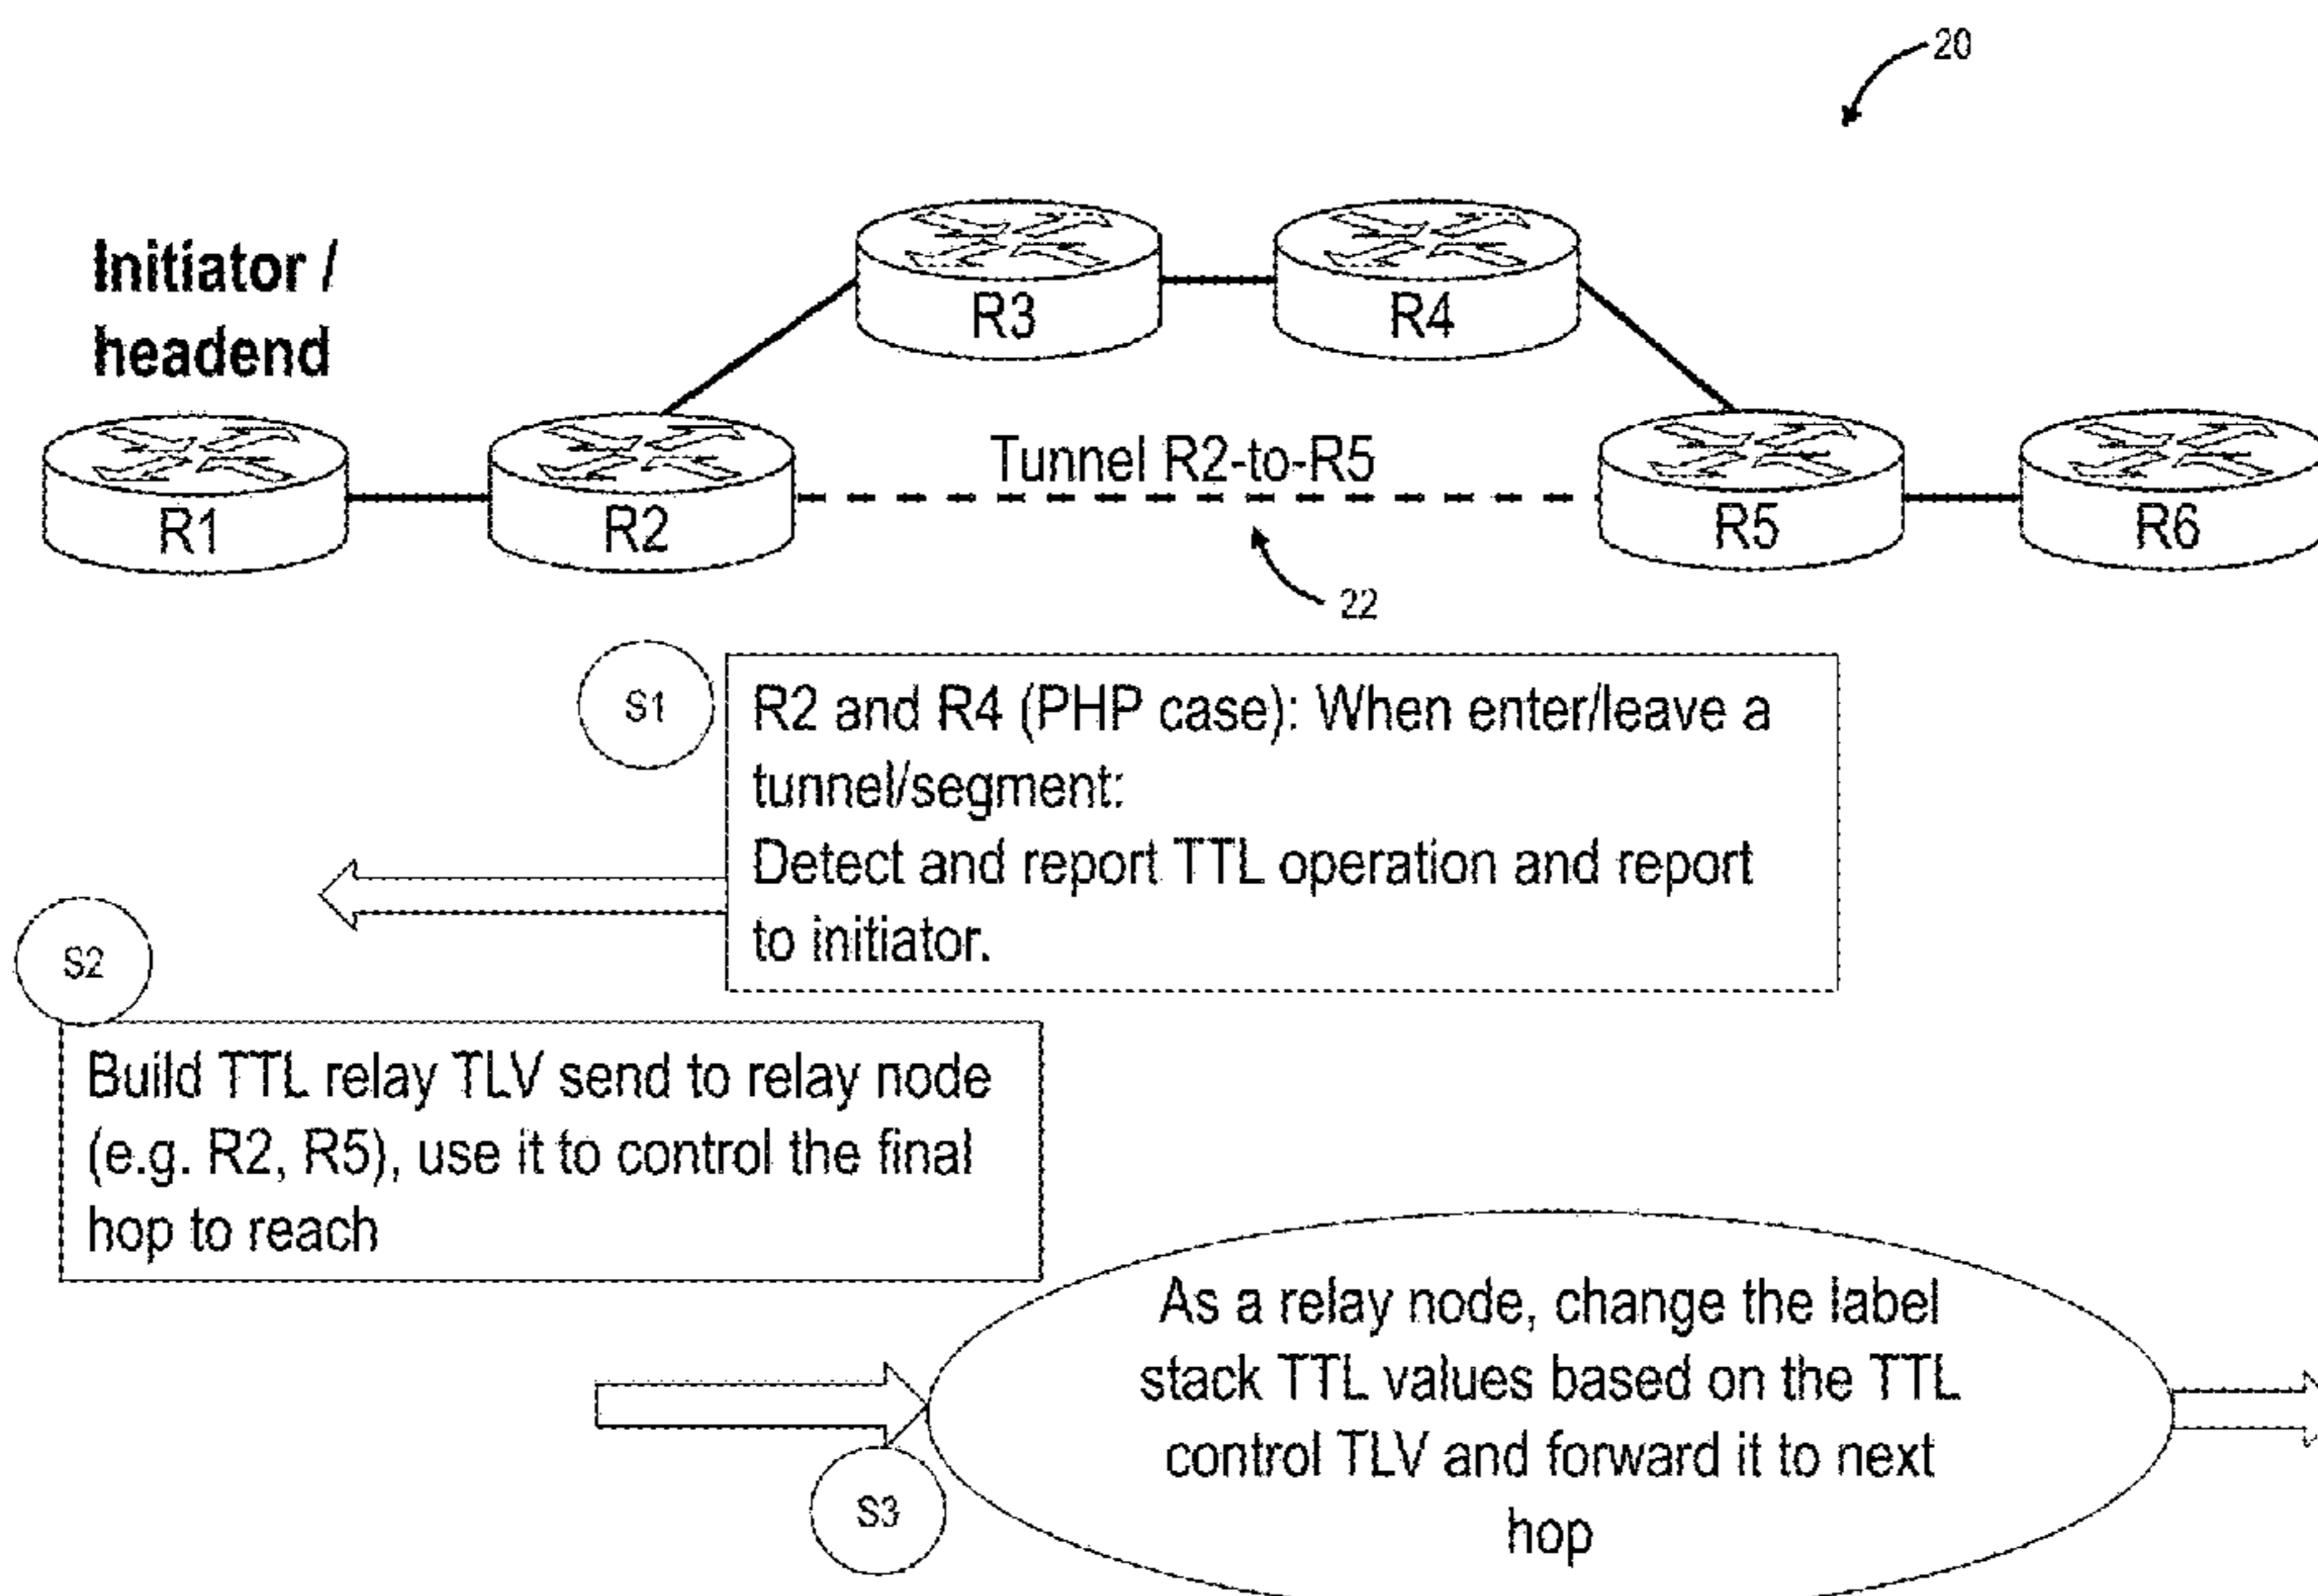 20
Initiator /
headend
R3
R4
R1
R2
Tunnel R2-to-R5
R5
R6
22
S1
R2 and R4 (PHP case): When enter/leave a
tunnel/segment:
Detect and report TTL operation and report
to initiator.
S2
Build TTL relay TLV send to relay node
(e.g. R2, R5), use it to control the final
hop to reach
As a relay node, change the label
stack TTL values based on the TTL
control TLV and forward it to next
hop
S3